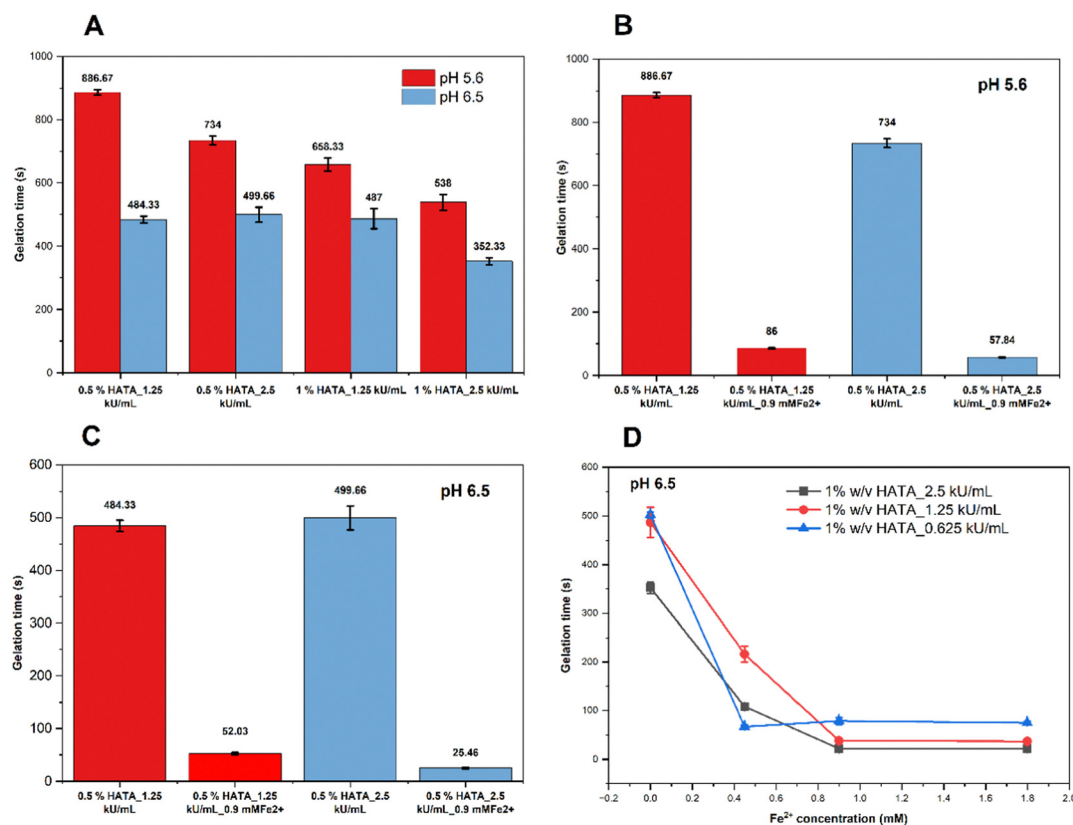 A
1000
800
600
400
200
0
Gelation time (s)
pH 5.6
pH 6.5
886.67
484.33
734
499.66
658.33
487
538
352.33
0.5 % HATA_1.25
kU/mL
0.5 % HATA_2.5
kU/mL
1 % HATA_1.25 kU/mL
1 % HATA_2.5 kU/mL
B
1000
800
600
400
200
0
Gelation time (s)
pH 5.6
886.67
86
734
57.84
0.5 % HATA_1.25
kU/mL
0.5 % HATA_1.25
kU/mL_0.9 mMFe2+
0.5 % HATA_2.5
kU/mL
0.5 % HATA_2.5
kU/mL_0.9 mMFe2+
C
600
500
400
300
200
100
0
Gelation time (s)
pH 6.5
484.33
52.03
499.66
25.46
0.5 % HATA_1.25
kU/mL
0.5 % HATA_1.25
kU/mL_0.9 mMFe2+
0.5 % HATA_2.5
kU/mL
0.5 % HATA_2.5
kU/mL_0.9 mMFe2+
D
600
500
400
300
200
100
0
Gelation time (s)
pH 6.5
1% w/v HATA_2.5 kU/mL
1% w/v HATA_1.25 kU/mL
1% w/v HATA_0.625 kU/mL
−0.2 0.0 0.2 0.4 0.6 0.8 1.0 1.2 1.4 1.6 1.8 2.0
Fe²⁺ concentration (mM)